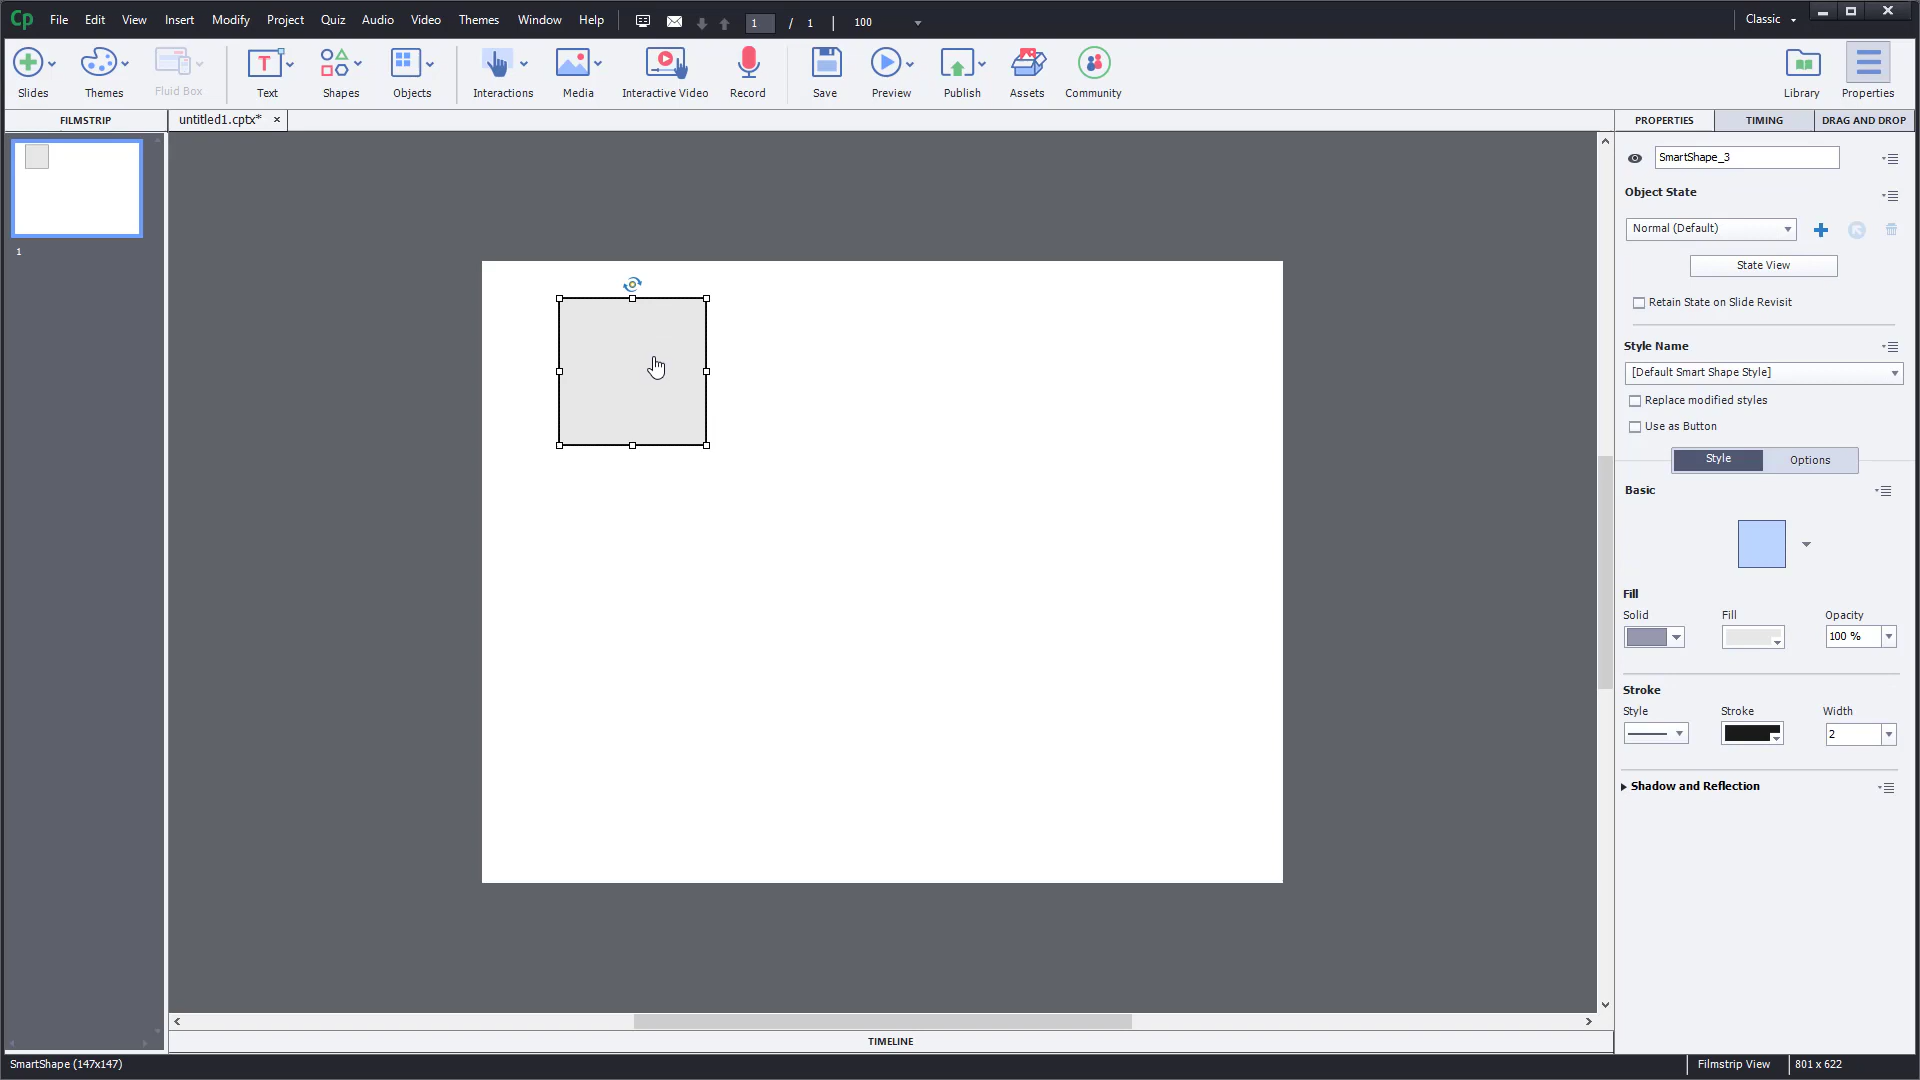 Cp File Edit View Insert Modify Project Quiz Audio Video Themes Window Help 1 / 1 100 Classic
Slides Themes Fluid Box Text Shapes Objects Interactions Media Interactive Video Record Save Preview Publish Assets Community Library Properties
FILMSTRIP untitled1.cptx* × PROPERTIES TIMING DRAG AND DROP
SmartShape_3
Object State
Normal (Default)
State View
Retain State on Slide Revisit
Style Name
[Default Smart Shape Style]
Replace modified styles
Use as Button
Style Options
Basic
Fill
Solid Fill Opacity
100 %
Stroke
Style Stroke Width
2
Shadow and Reflection
1
TIMELINE
SmartShape (147x147) Filmstrip View 801 x 622